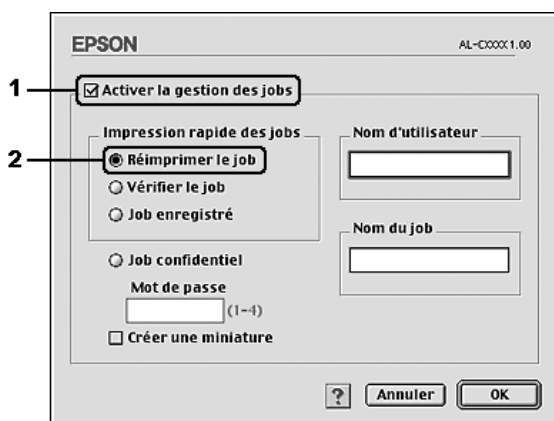 EPSON
AL-CXXXX 1.00
1
Activer la gestion des jobs
Impression rapide des jobs
2
Réimprimer le job
Vérifier le job
Job enregistré
Job confidentiel
Mot de passe
(1-4)
Créer une miniature
Nom d'utilisateur
Nom du job
?
Annuler
OK